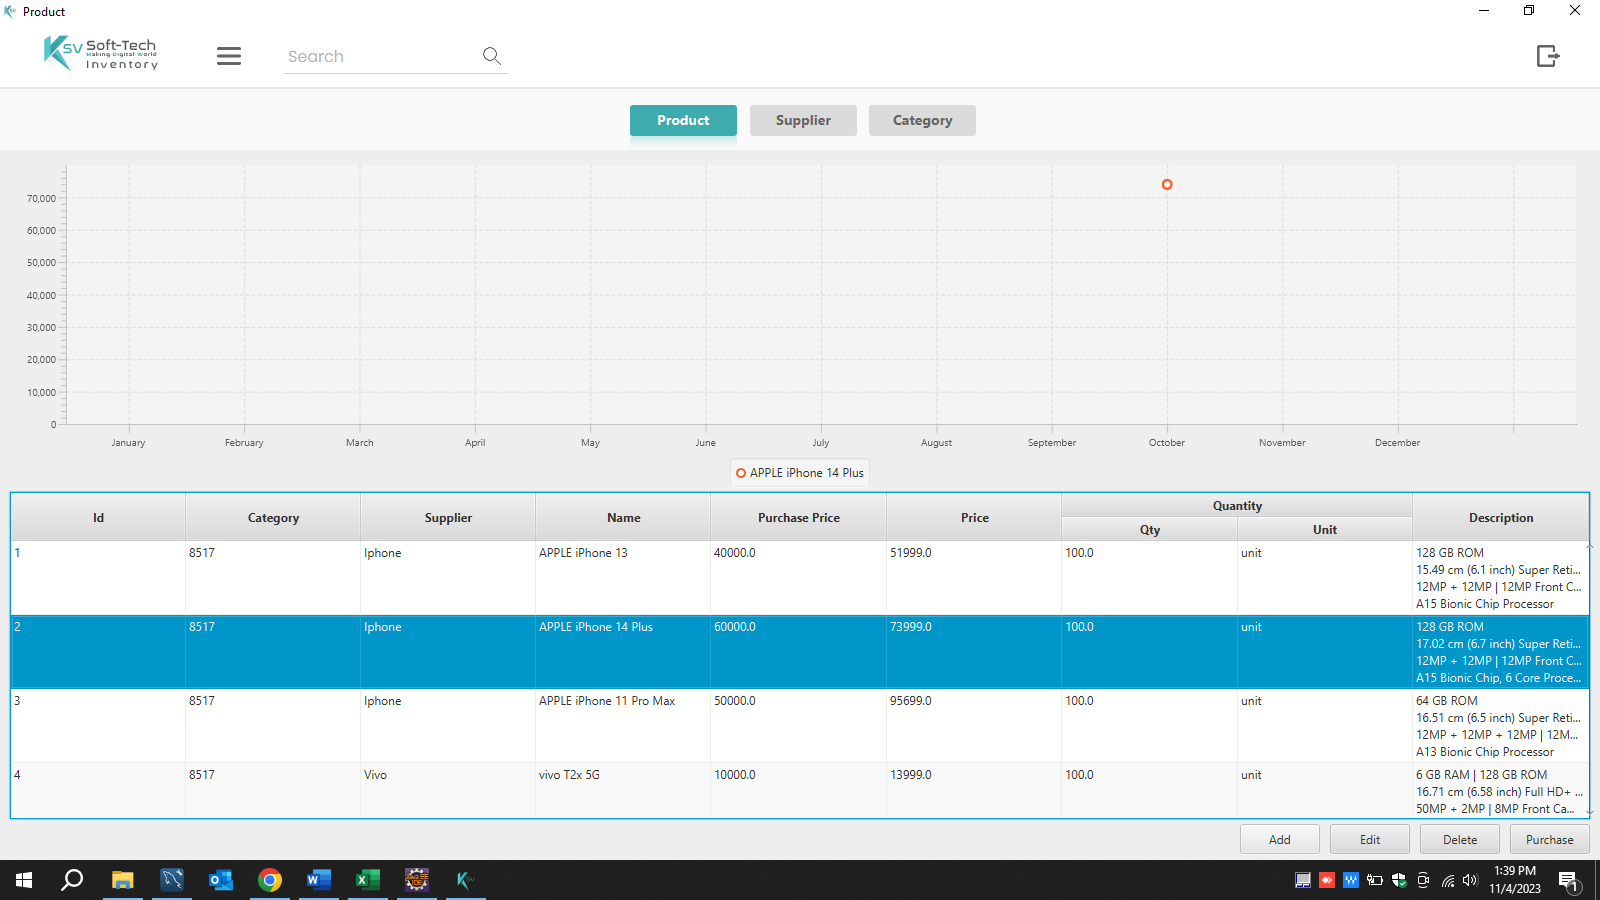 Product
Ksv Soft-Tech
Making Digital World
Inventory
Search
Product
Supplier
Category
70,000
60,000
50,000
40,000
30,000
20,000
10,000
0
January
February
March
April
May
June
July
August
September
October
November
December
APPLE iPhone 14 Plus
Id
Category
Supplier
Name
Purchase Price
Price
Quantity
Qty
Unit
Description
1
8517
Iphone
APPLE iPhone 13
40000.0
51999.0
100.0
unit
128 GB ROM
15.49 cm (6.1 inch) Super Reti...
12MP + 12MP | 12MP Front C...
A15 Bionic Chip Processor
2
8517
Iphone
APPLE iPhone 14 Plus
60000.0
73999.0
100.0
unit
128 GB ROM
17.02 cm (6.7 inch) Super Reti...
12MP + 12MP | 12MP Front C...
A15 Bionic Chip, 6 Core Proce...
3
8517
Iphone
APPLE iPhone 11 Pro Max
50000.0
95699.0
100.0
unit
64 GB ROM
16.51 cm (6.5 inch) Super Reti...
12MP + 12MP + 12MP | 12M...
A13 Bionic Chip Processor
4
8517
Vivo
vivo T2x 5G
10000.0
13999.0
100.0
unit
6 GB RAM | 128 GB ROM
16.71 cm (6.58 inch) Full HD+ ...
50MP + 2MP | 8MP Front Ca...
Add
Edit
Delete
Purchase
1:39 PM
11/4/2023
1